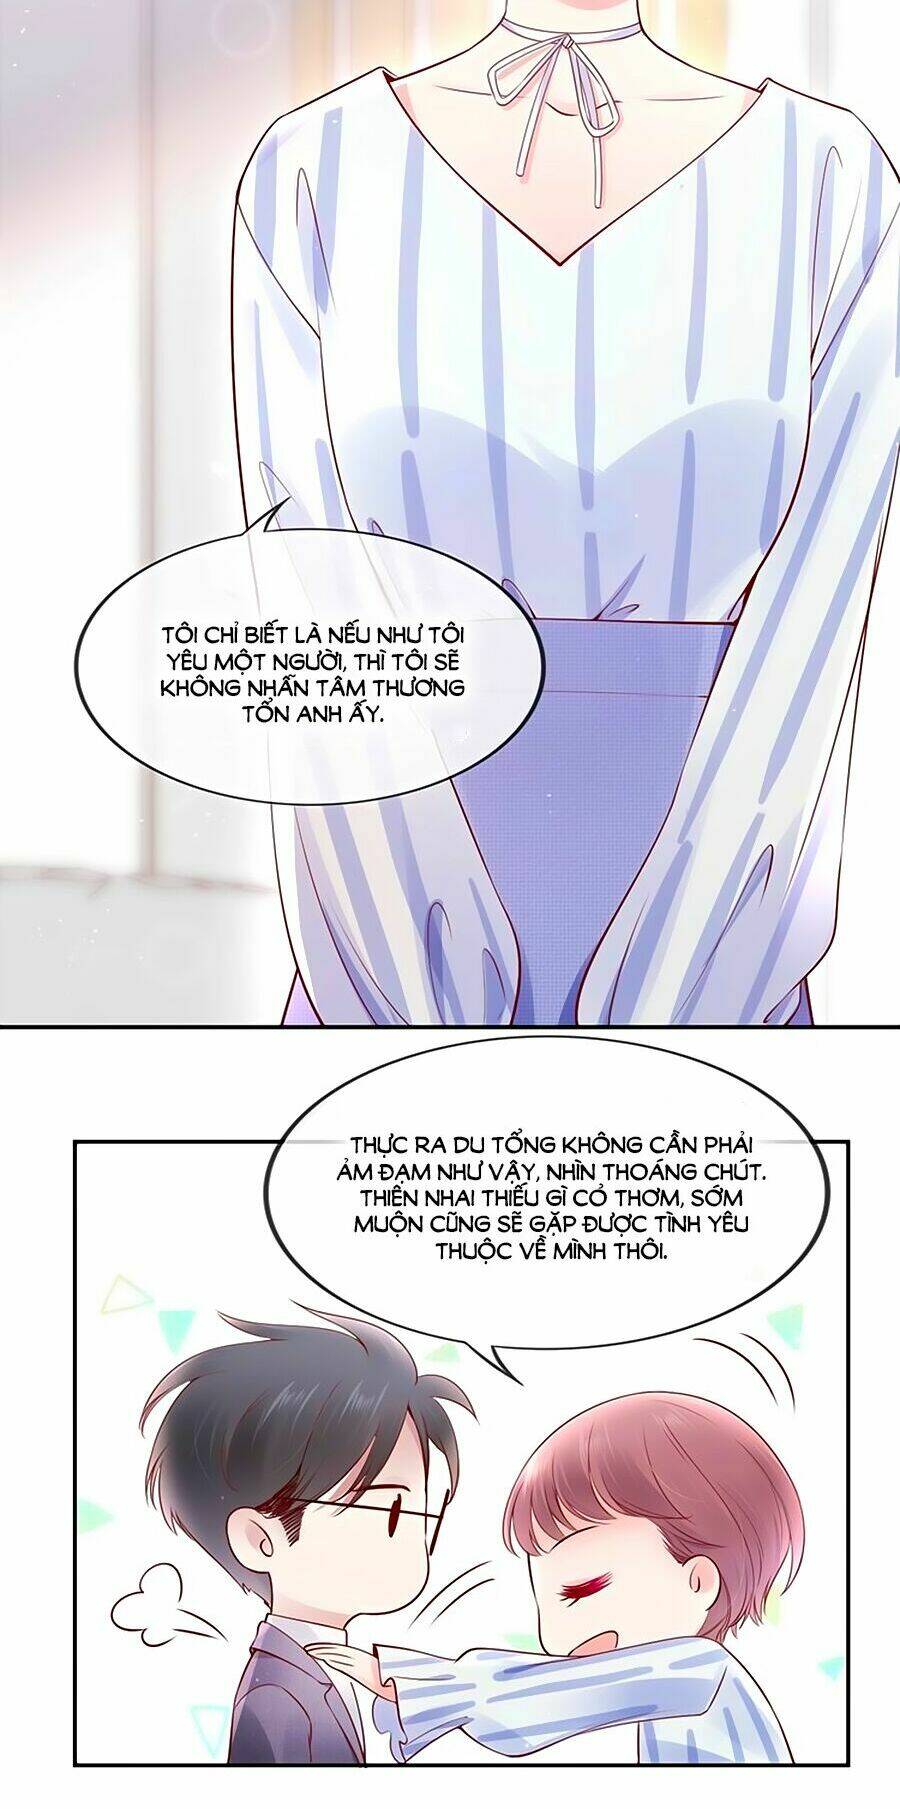 TÔI CHỈ BIẾT LÀ NẾU NHƯ TÔI
YÊU MỘT NGƯỜI, THÌ TÔI SẼ
KHÔNG NHẪN TÂM THƯƠNG
TỔN ANH ẤY.
THỰC RA DU TỔNG KHÔNG CẦN PHẢI
ẢM ĐẠM NHƯ VẬY, NHÌN THOÁNG CHÚT.
THIÊN NHAI THIẾU GÌ CỎ THƠM, SỚM
MUỘN CŨNG SẼ GẶP ĐƯỢC TÌNH YÊU
THUỘC VỀ MÌNH THÔI.